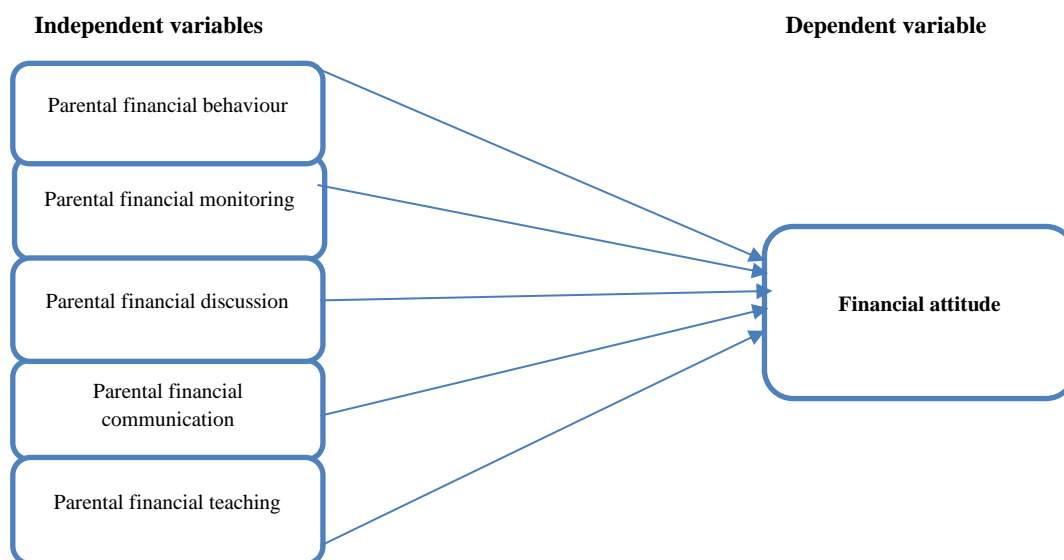 Independent variables
Dependent variable
Parental financial behaviour
Parental financial monitoring
Parental financial discussion
Financial attitude
Parental financial
communication
Parental financial teaching